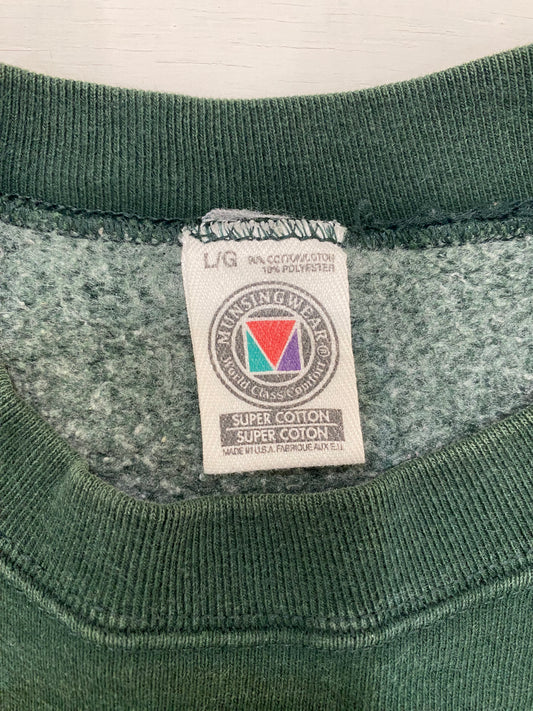 L/G
90% COTTON/COTON
10% POLYESTER
MUNSINGWEAR ®
World Class Comfort
SUPER COTTON
SUPER COTON
MADE IN U.S.A. FABRIQUE AUX E.U.